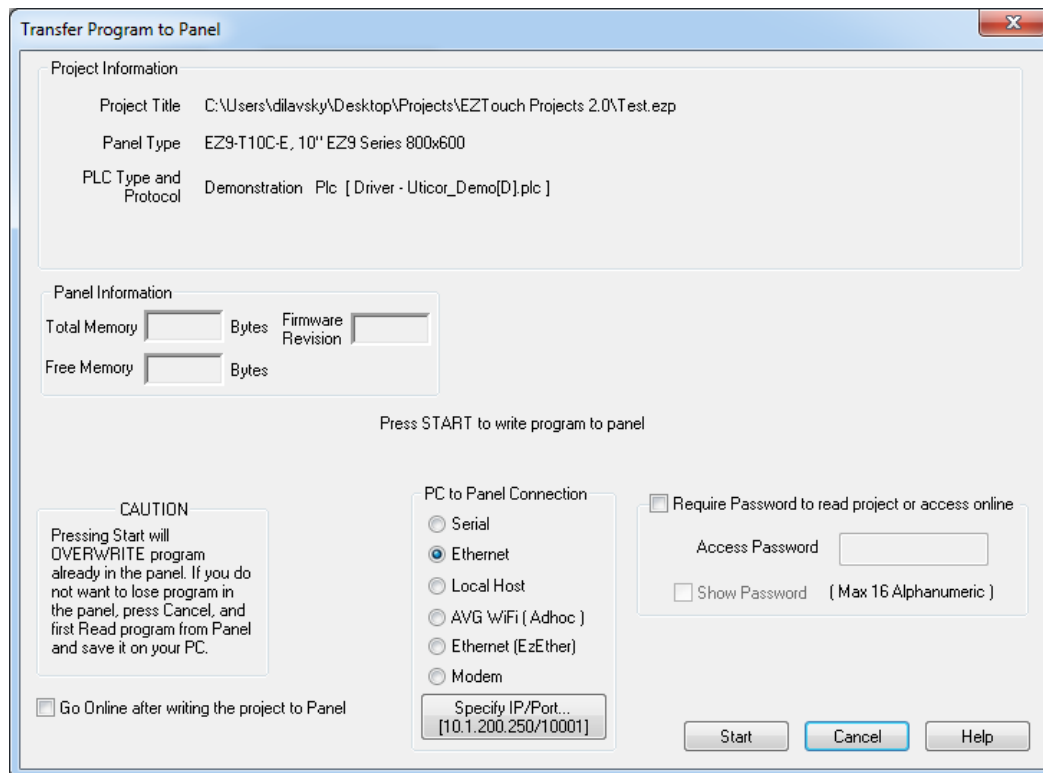 Transfer Program to Panel
Project Information
Project Title C:\Users\dilavsky\Desktop\Projects\EZTouch Projects 2.0\Test.ezp
Panel Type EZ9-T10C-E, 10" EZ9 Series 800x600
PLC Type and
Protocol
Demonstration Plc [ Driver - Uticor_Demo[D].plc ]
Panel Information
Total Memory Bytes
Firmware
Revision
Free Memory Bytes
Press START to write program to panel
CAUTION
Pressing Start will
OVERWRITE program
already in the panel. If you do
not want to lose program in
the panel, press Cancel, and
first Read program from Panel
and save it on your PC.
Go Online after writing the project to Panel
PC to Panel Connection
Serial
Ethernet
Local Host
AVG WiFi ( Adhoc )
Ethernet (EzEther)
Modem
Specify IP/Port...
[10.1.200.250/10001]
Require Password to read project or access online
Access Password
Show Password ( Max 16 Alphanumeric )
Start Cancel Help